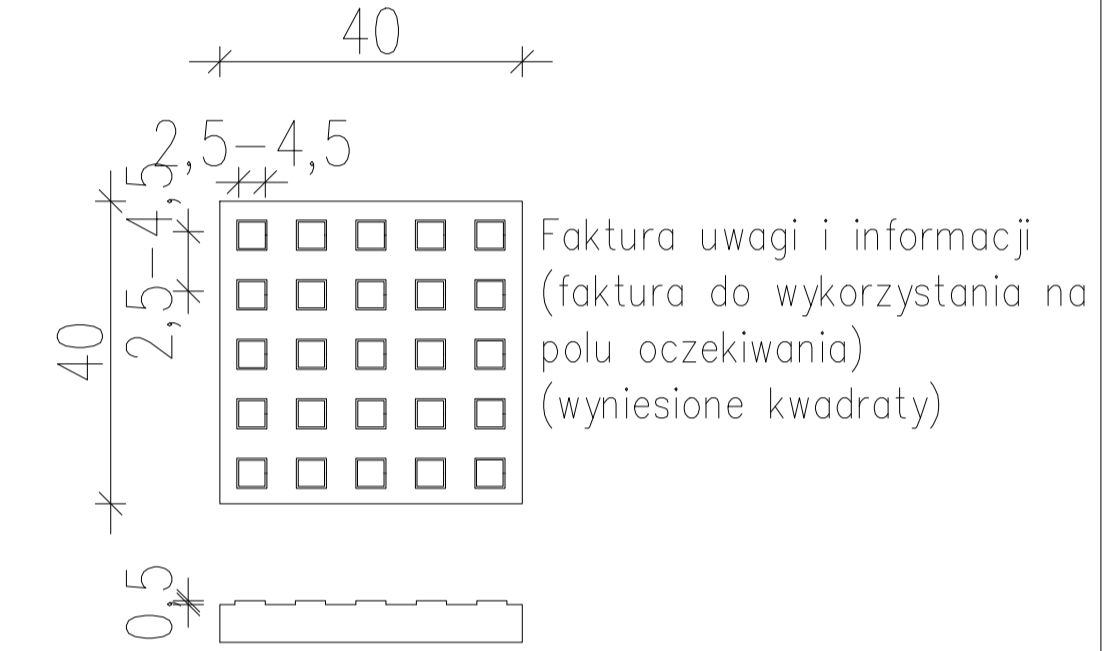 40
2,5-4,5
2,5-4,5
40
Faktura uwagi i informacji
(faktura do wykorzystania na
polu oczekiwania)
(wyniesione kwadraty)
0,5